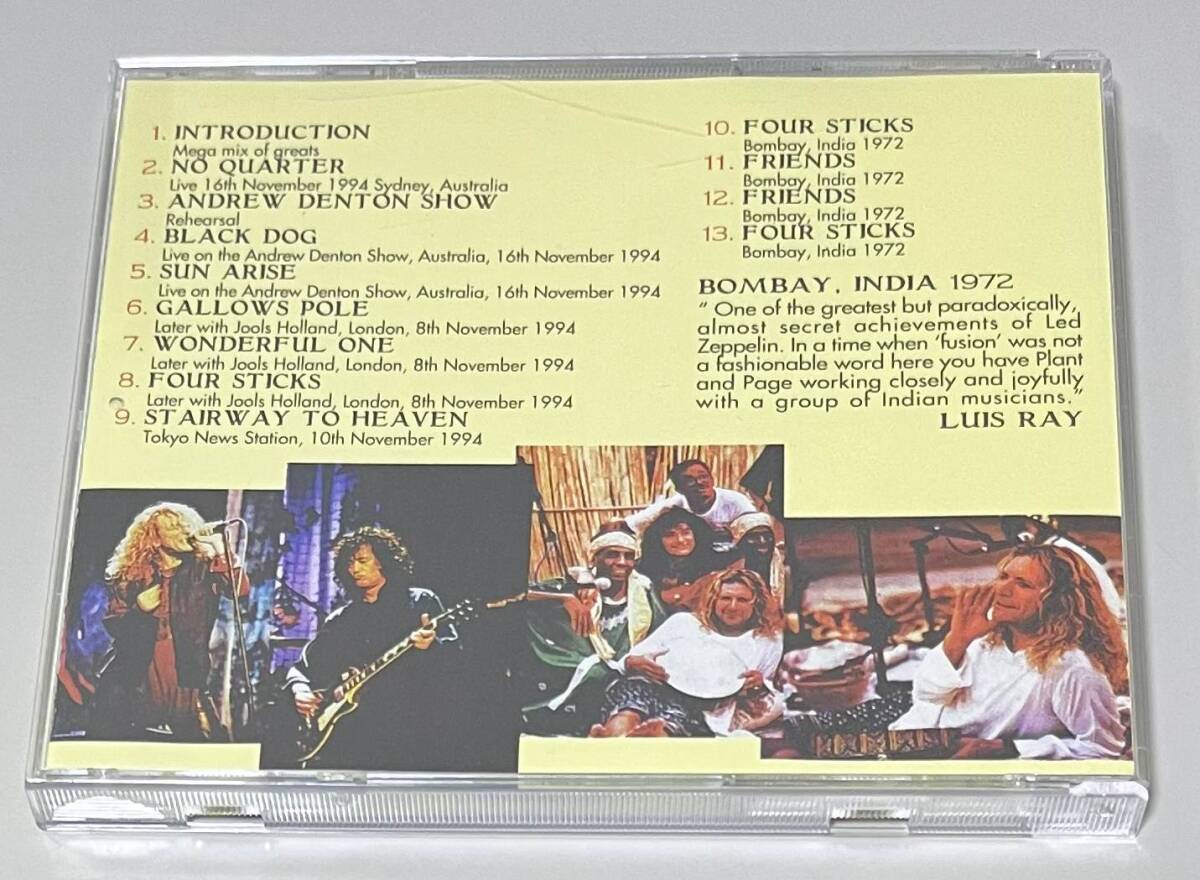 1. INTRODUCTION
Mega mix of greats
2. NO QUARTER
Live 16th November 1994 Sydney, Australia
3. ANDREW DENTON SHOW
Rehearsal
4. BLACK DOG
Live on the Andrew Denton Show, Australia, 16th November 1994
5. SUN ARISE
Live on the Andrew Denton Show, Australia, 16th November 1994
6. GALLOWS POLE
Later with Jools Holland, London, 8th November 1994
7. WONDERFUL ONE
Later with Jools Holland, London, 8th November 1994
8. FOUR STICKS
Later with Jools Holland, London, 8th November 1994
9. STAIRWAY TO HEAVEN
Tokyo News Station, 10th November 1994
10. FOUR STICKS
Bombay, India 1972
11. FRIENDS
Bombay, India 1972
12. FRIENDS
Bombay, India 1972
13. FOUR STICKS
Bombay, India 1972
BOMBAY, INDIA 1972
" One of the greatest but paradoxically,
almost secret achievements of Led
Zeppelin. In a time when 'fusion' was not
a fashionable word here you have Plant
and Page working closely and joyfully
with a group of Indian musicians."
LUIS RAY